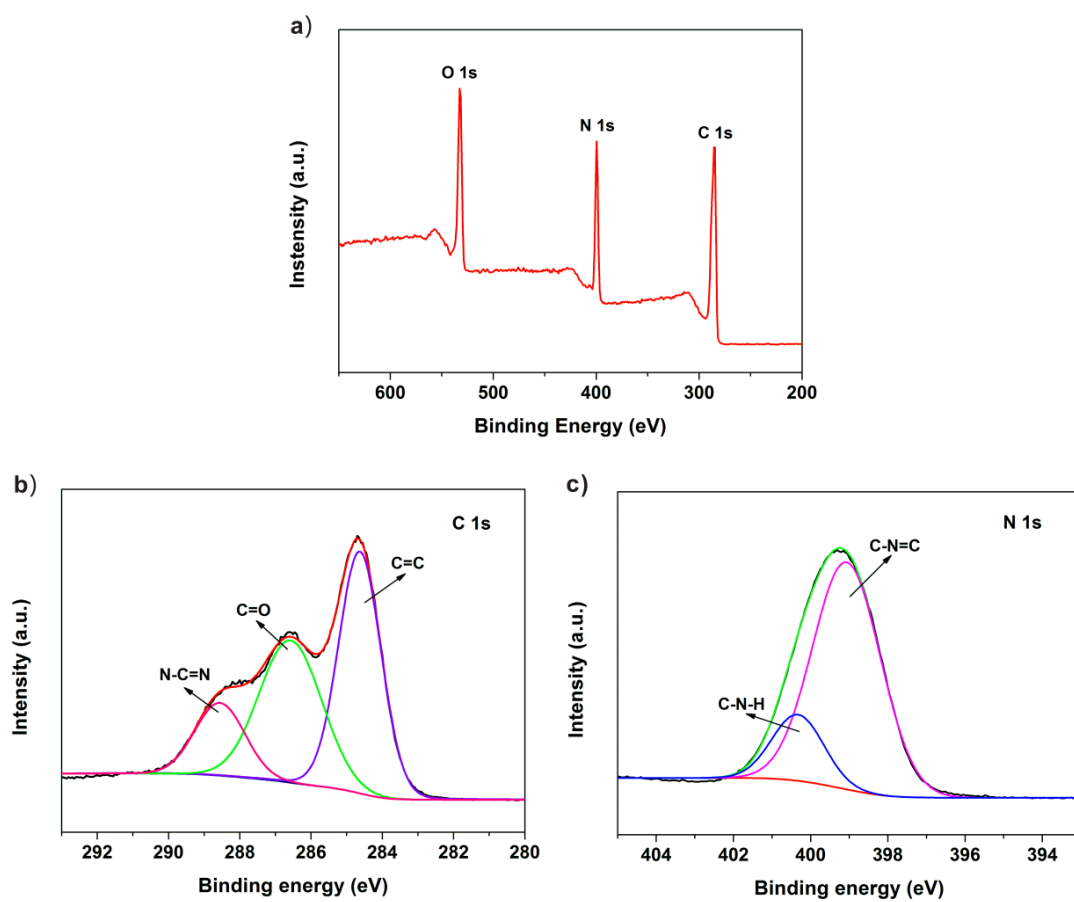 a)
O 1s
N 1s
C 1s
Instensity (a.u.)
600 500 400 300 200
Binding Energy (eV)
b)
C 1s
C=C
C=O
N-C=N
Intensity (a.u.)
292 290 288 286 284 282 280
Binding energy (eV)
c)
N 1s
C-N=C
C-N-H
Intensity (a.u.)
404 402 400 398 396 394
Binding energy (eV)